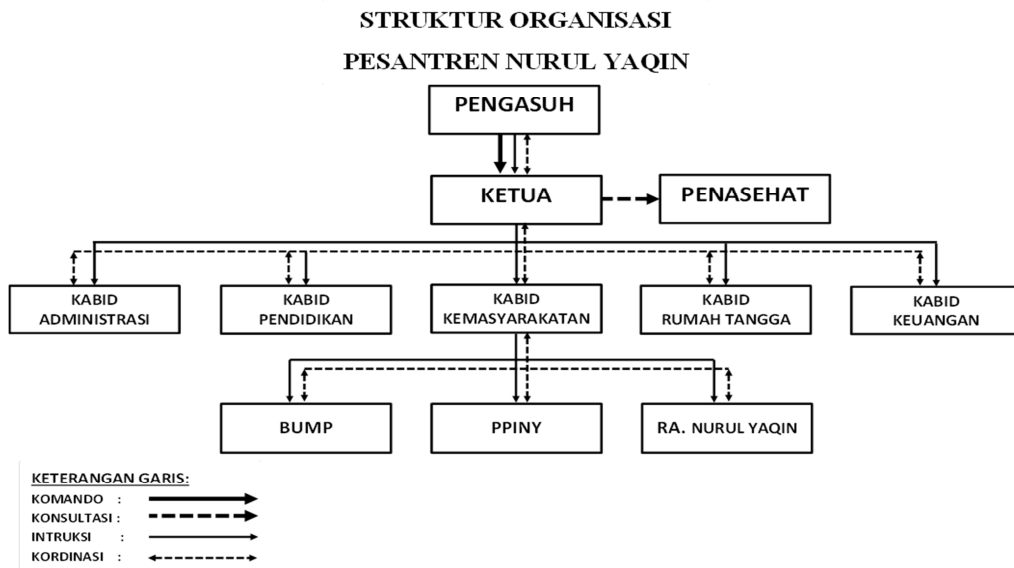 STRUKTUR ORGANISASI
PESANTREN NURUL YAQIN
PENGASUH
KETUA
PENASEHAT
KABID
ADMINISTRASI
KABID
PENDIDIKAN
KABID
KEMASYARAKATAN
KABID
RUMAH TANGGA
KABID
KEUANGAN
BUMP
PPINY
RA. NURUL YAQIN
KETERANGAN GARIS:
KOMANDO :
KONSULTASI :
INTRUKSI :
KORDINASI :